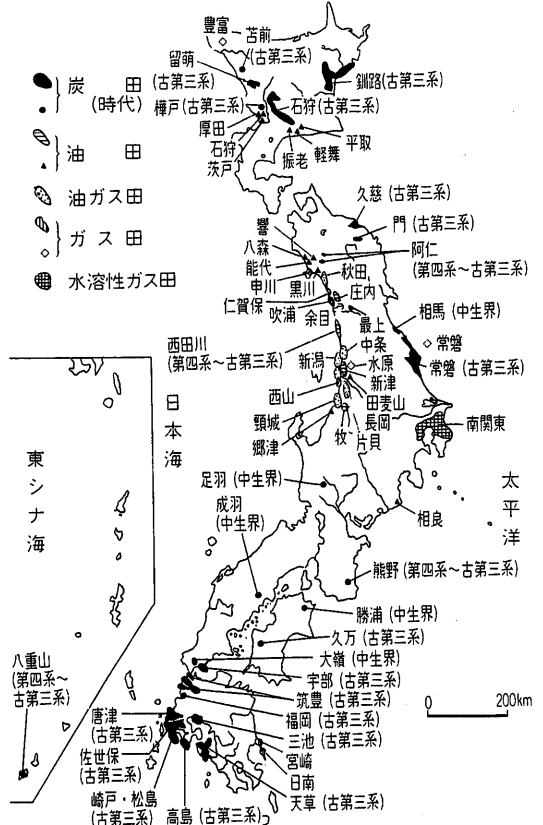 豊富
苫前
(古第三系)
留萌
(古第三系)
釧路(古第三系)
樺戸(古第三系)
石狩(古第三系)
厚田
石狩
茨戸
振老
軽舞
平取
炭田
(時代)
油田
油ガス田
ガス田
水溶性ガス田
久慈(古第三系)
門(古第三系)
響
八森
能代
申川
黒川
秋田
阿仁
(第四系～古第三系)
仁賀保
庄内
吹浦
余目
最上
相馬(中生界)
西田川
(第四系～古第三系)
中条
常磐
新潟
水原
常磐(古第三系)
新津
西山
田麦山
長岡
頸城
南関東
郷津
牧
片貝
日本海
東シナ海
太平洋
足羽(中生界)
相良
成羽
(中生界)
熊野(第四系～古第三系)
勝浦(中生界)
久万(古第三系)
八重山
(第四系～
古第三系)
大嶺(中生界)
宇部(古第三系)
筑豊(古第三系)
0 200km
唐津
(古第三系)
福岡(古第三系)
三池(古第三系)
佐世保
(古第三系)
宮崎
日南
崎戸・松島
(古第三系)
高島(古第三系)
天草(古第三系)